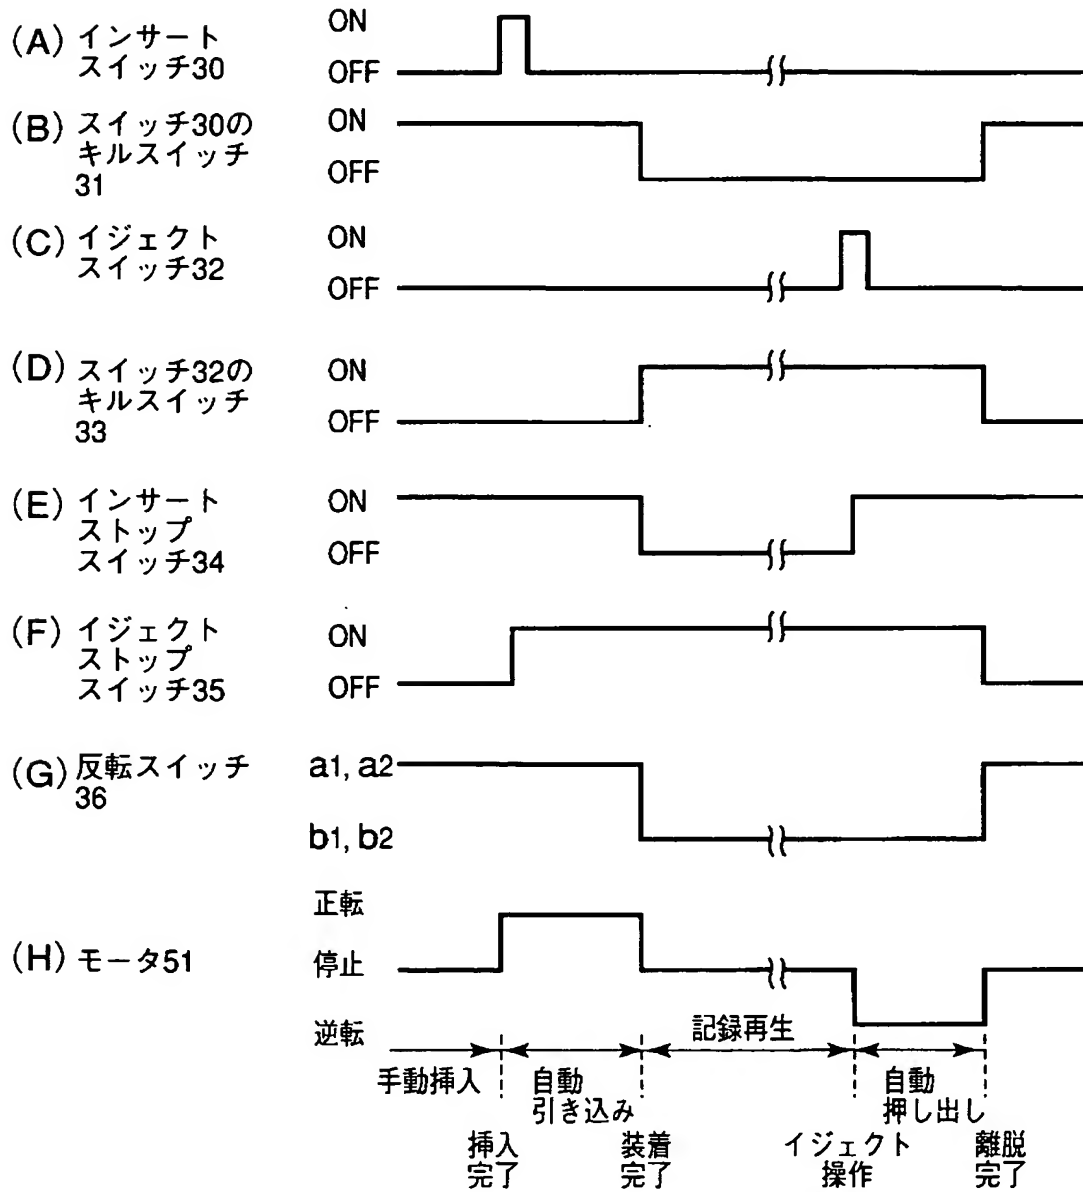 (A) インサート ON
スイッチ30 OFF
(B) スイッチ30の ON
キルスイッチ
31 OFF
(C) イジェクト ON
スイッチ32 OFF
(D) スイッチ32の ON
キルスイッチ
33 OFF
(E) インサート ON
ストップ
スイッチ34 OFF
(F) イジェクト ON
ストップ
スイッチ35 OFF
(G) 反転スイッチ a1, a2
36
b1, b2
正転
(H) モータ51 停止
逆転
記録再生
手動挿入 自動 自動
引き込み 押し出し
挿入 装着 イジェクト 離脱
完了 完了 操作 完了